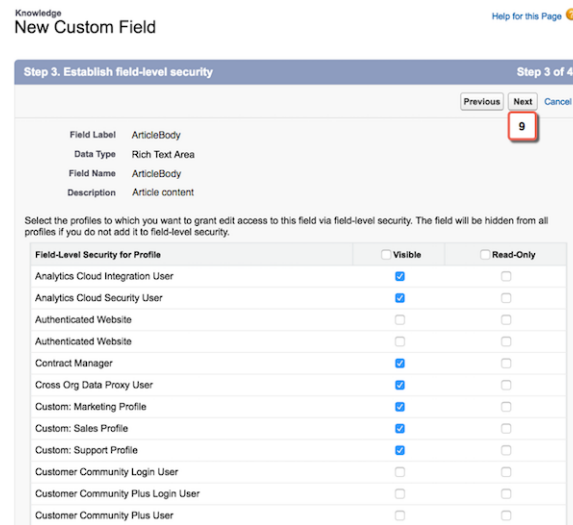 Knowledge
New Custom Field
Help for this Page
Step 3. Establish field-level security
Step 3 of 4
Previous Next Cancel
9
Field Label ArticleBody
Data Type Rich Text Area
Field Name ArticleBody
Description Article content
Select the profiles to which you want to grant edit access to this field via field-level security. The field will be hidden from all
profiles if you do not add it to field-level security.
Field-Level Security for Profile Visible Read-Only
Analytics Cloud Integration User
Analytics Cloud Security User
Authenticated Website
Authenticated Website
Contract Manager
Cross Org Data Proxy User
Custom: Marketing Profile
Custom: Sales Profile
Custom: Support Profile
Customer Community Login User
Customer Community Plus Login User
Customer Community Plus User